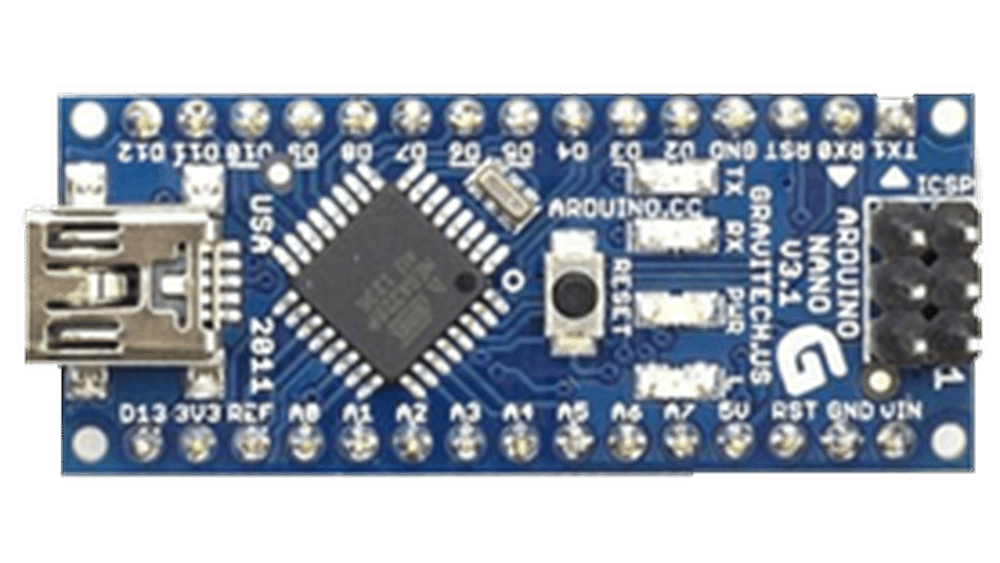 D12 D11 D10 D9 D8 D7 D6 D5 D4 D3 D2 GND RST RX0 TX1
ICSP
TX
RX
PWR
L
ARDUINO.CC
USA
2011
RESET
GRAVITECH.US
ARDUINO
NANO
V3.1
G
1
D13 3V3 REF A0 A1 A2 A3 A4 A5 A6 A7 5V RST GND VIN